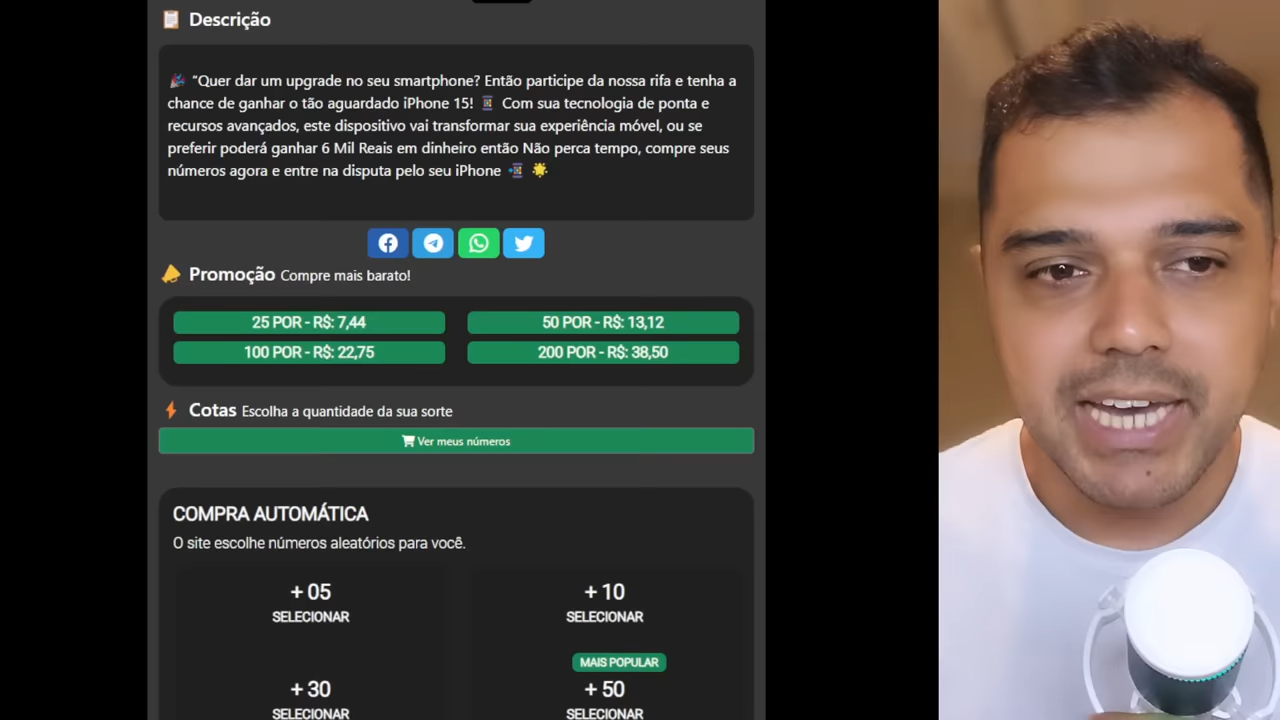 Descrição
"Quer dar um upgrade no seu smartphone? Então participe da nossa rifa e tenha a
chance de ganhar o tão aguardado iPhone 15! Com sua tecnologia de ponta e
recursos avançados, este dispositivo vai transformar sua experiência móvel, ou se
preferir poderá ganhar 6 Mil Reais em dinheiro então Não perca tempo, compre seus
números agora e entre na disputa pelo seu iPhone
Promoção Compre mais barato!
25 POR - R$: 7,44
50 POR - R$: 13,12
100 POR - R$: 22,75
200 POR - R$: 38,50
Cotas Escolha a quantidade da sua sorte
Ver meus números
COMPRA AUTOMÁTICA
O site escolhe números aleatórios para você.
+ 05
+ 10
SELECIONAR
SELECIONAR
MAIS POPULAR
+ 30
+ 50
SELECIONAR
SELECIONAR